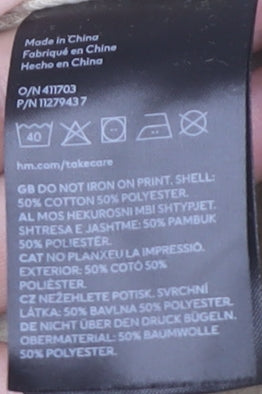 Made in China
Fabriqué en Chine
Hecho en China
O/N 411703
P/N 1127943 7
40
hm.com/takecare
GB DO NOT IRON ON PRINT. SHELL:
50% COTTON 50% POLYESTER.
AL MOS HEKUROSNI MBI SHTYPJET.
SHTRESA E JASHTME: 50% PAMBUK
50% POLIESTËR.
CAT NO PLANXEU LA IMPRESSIÓ.
EXTERIOR: 50% COTÓ 50%
POLIÈSTER.
CZ NEŽEHLETE POTISK. SVRCHNÍ
LÁTKA: 50% BAVLNA 50% POLYESTER.
DE NICHT ÜBER DEN DRUCK BÜGELN.
OBERMATERIAL: 50% BAUMWOLLE
50% POLYESTER.